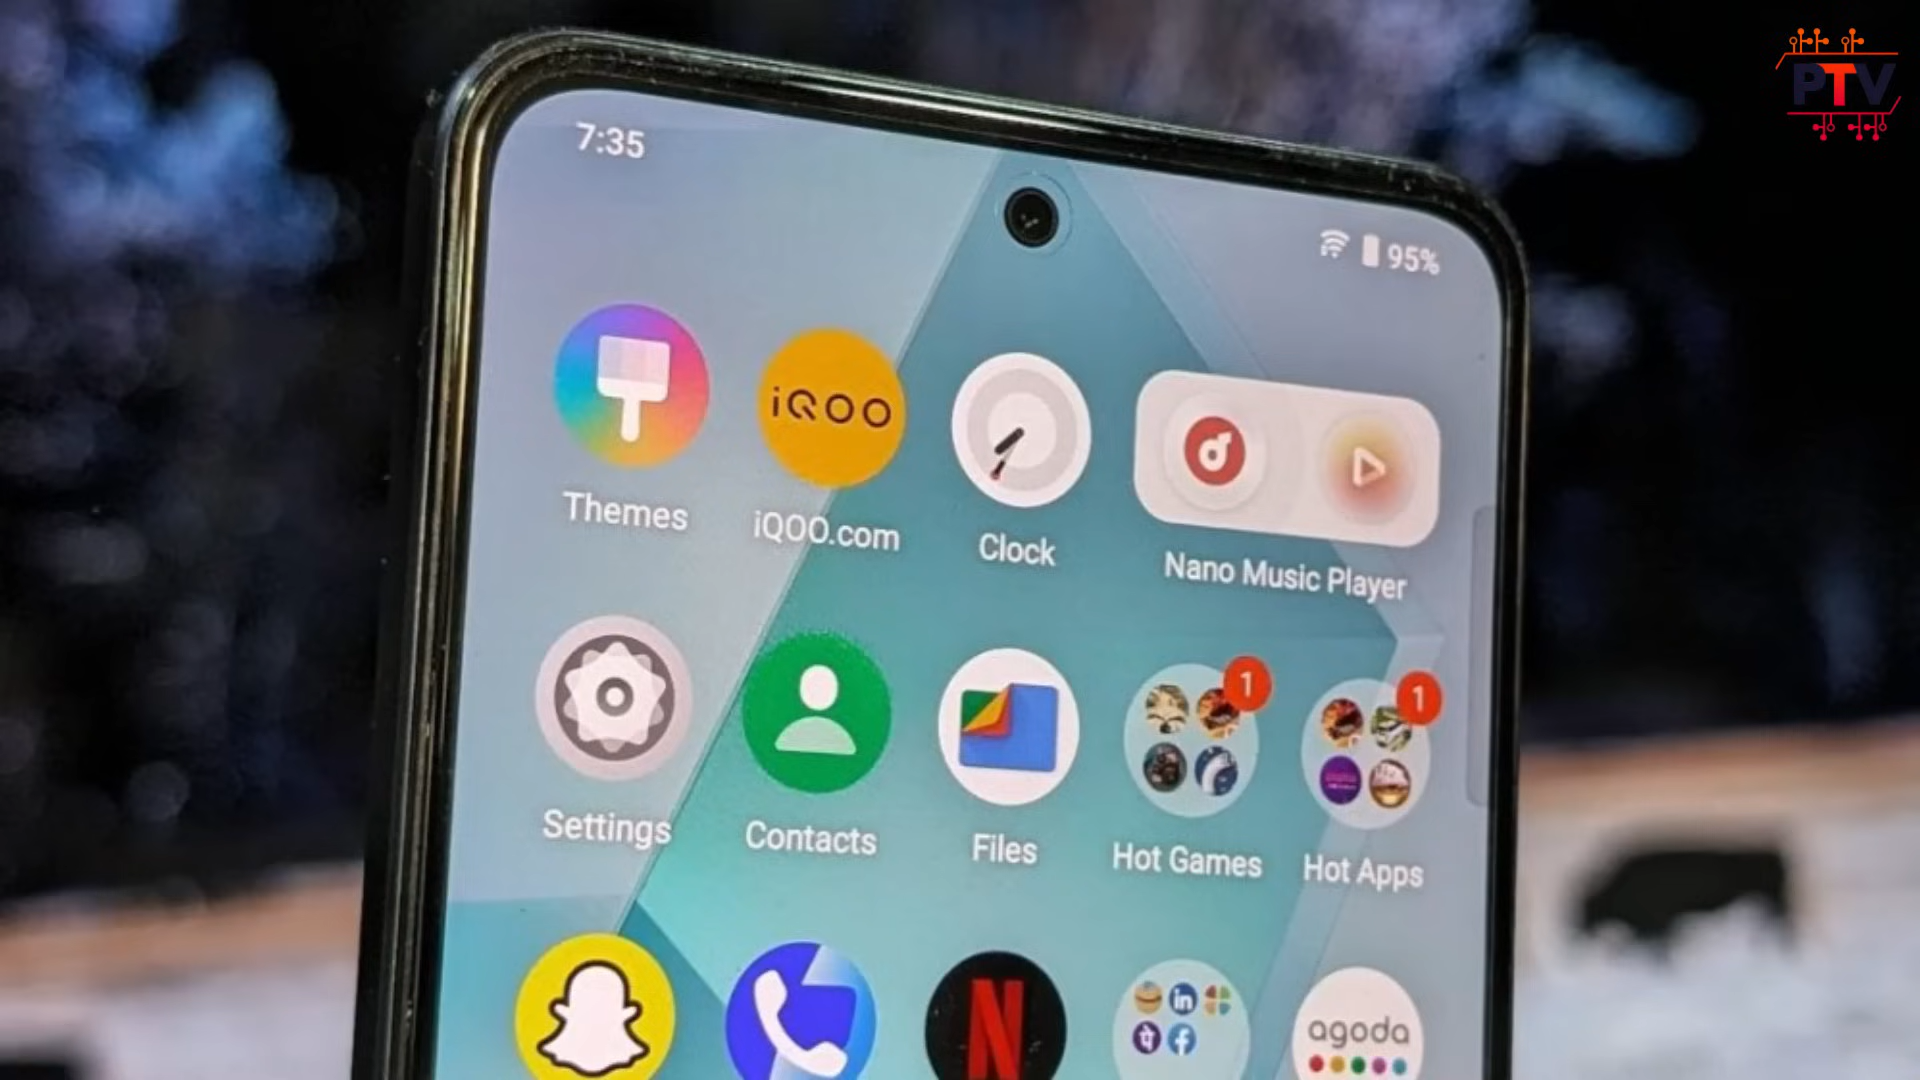 PTV
7:35
95%
iQOO
Themes
iQOO.com
Clock
Nano Music Player
1
1
Settings
Contacts
Files
Hot Games
Hot Apps
N
in
पे
f
agoda